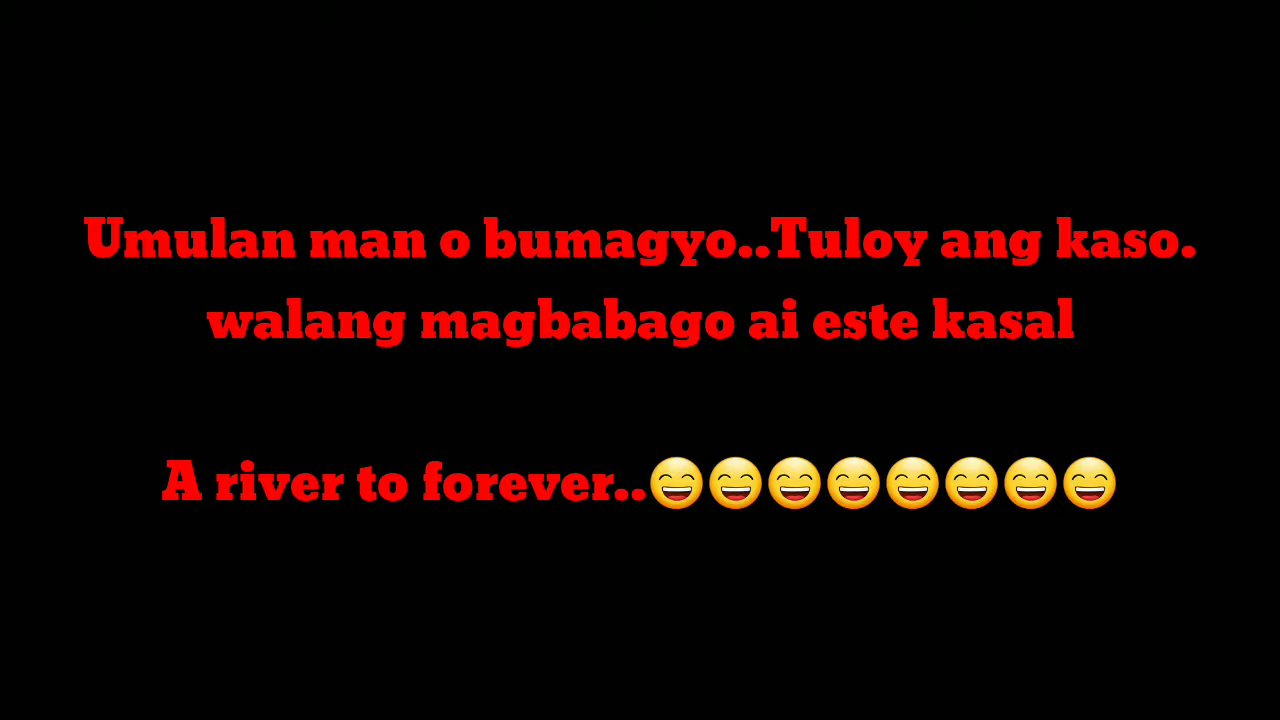 Umulan man o bumagyo..Tuloy ang kaso.
walang magbabago ai este kasal
A river to forever..😄😄😄😄😄😄😄😄